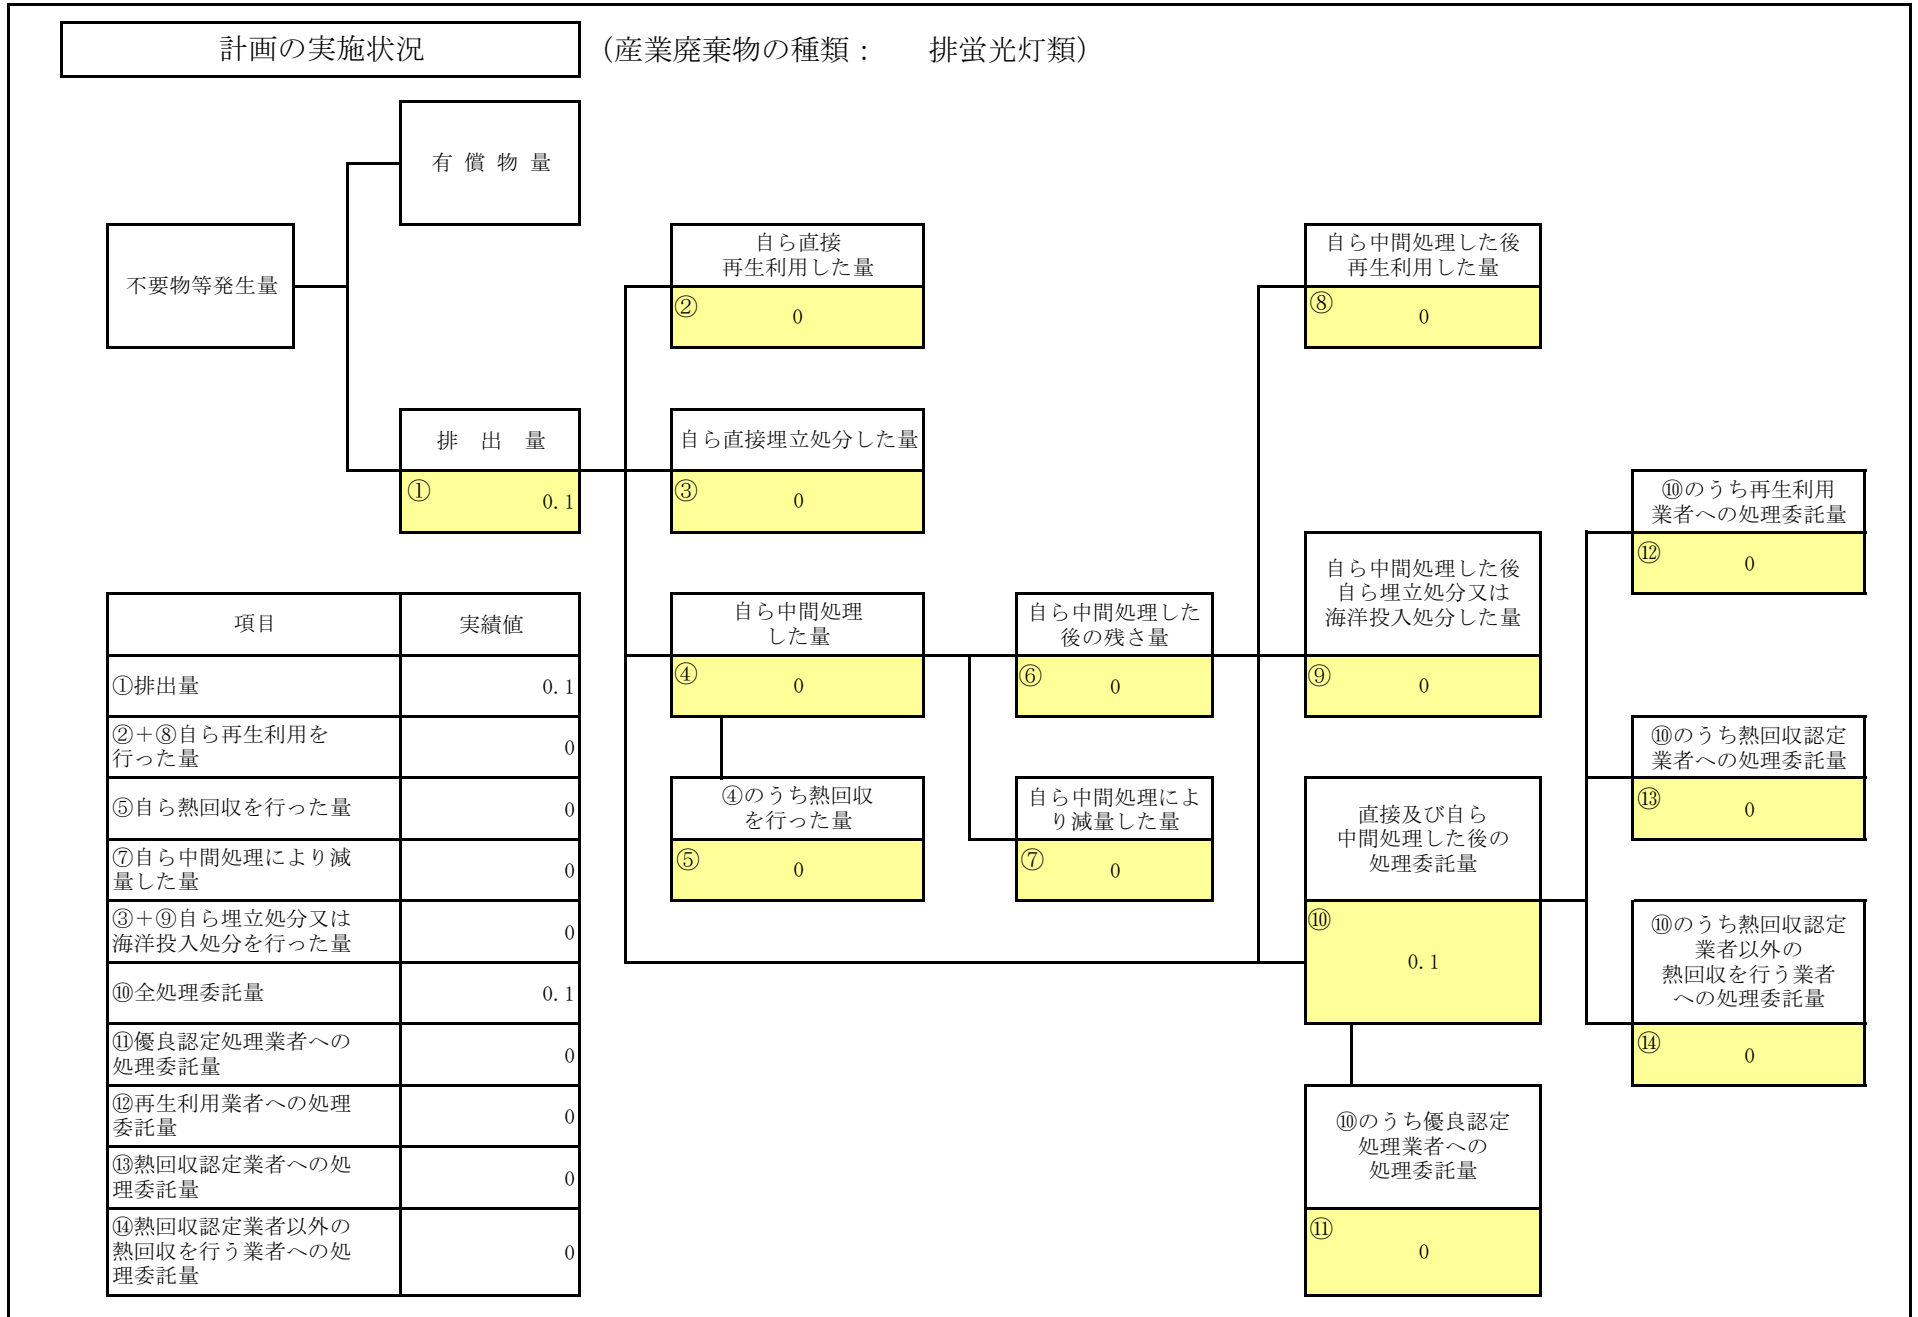 計画の実施状況
(産業廃棄物の種類： 排蛍光灯類)
有 償 物 量
不要物等発生量
自ら直接
再生利用した量
②
0
自ら中間処理した後
再生利用した量
⑧
0
排 出 量
①
0.1
自ら直接埋立処分した量
③
0
⑩のうち再生利用
業者への処理委託量
⑫
0
自ら中間処理した後
自ら埋立処分又は
海洋投入処分した量
⑨
0
自ら中間処理
した量
④
0
自ら中間処理した
後の残さ量
⑥
0
④のうち熱回収
を行った量
⑤
0
自ら中間処理によ
り減量した量
⑦
0
⑩のうち熱回収認定
業者への処理委託量
⑬
0
直接及び自ら
中間処理した後の
処理委託量
⑩
0.1
⑩のうち熱回収認定
業者以外の
熱回収を行う業者
への処理委託量
⑭
0
⑩のうち優良認定
処理業者への
処理委託量
⑪
0
項目 実績値
①排出量 0.1
②＋⑧自ら再生利用を
行った量 0
⑤自ら熱回収を行った量 0
⑦自ら中間処理により減
量した量 0
③＋⑨自ら埋立処分又は
海洋投入処分を行った量 0
⑩全処理委託量 0.1
⑪優良認定処理業者への
処理委託量 0
⑫再生利用業者への処理
委託量 0
⑬熱回収認定業者への処
理委託量 0
⑭熱回収認定業者以外の
熱回収を行う業者への処
理委託量 0